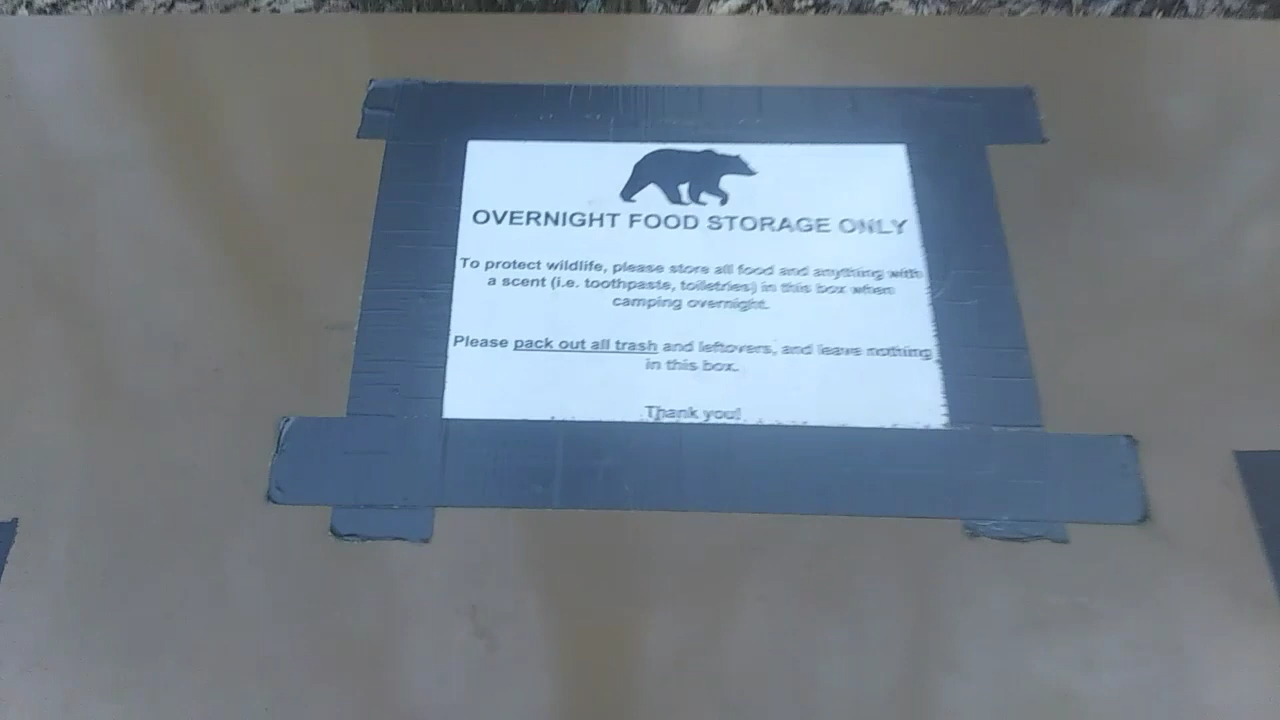 OVERNIGHT FOOD STORAGE ONLY
To protect wildlife, please store all food and anything with
a scent (i.e. toothpaste, toiletries) in this box when
camping overnight.
Please pack out all trash and leftovers, and leave nothing
in this box.
Thank you!